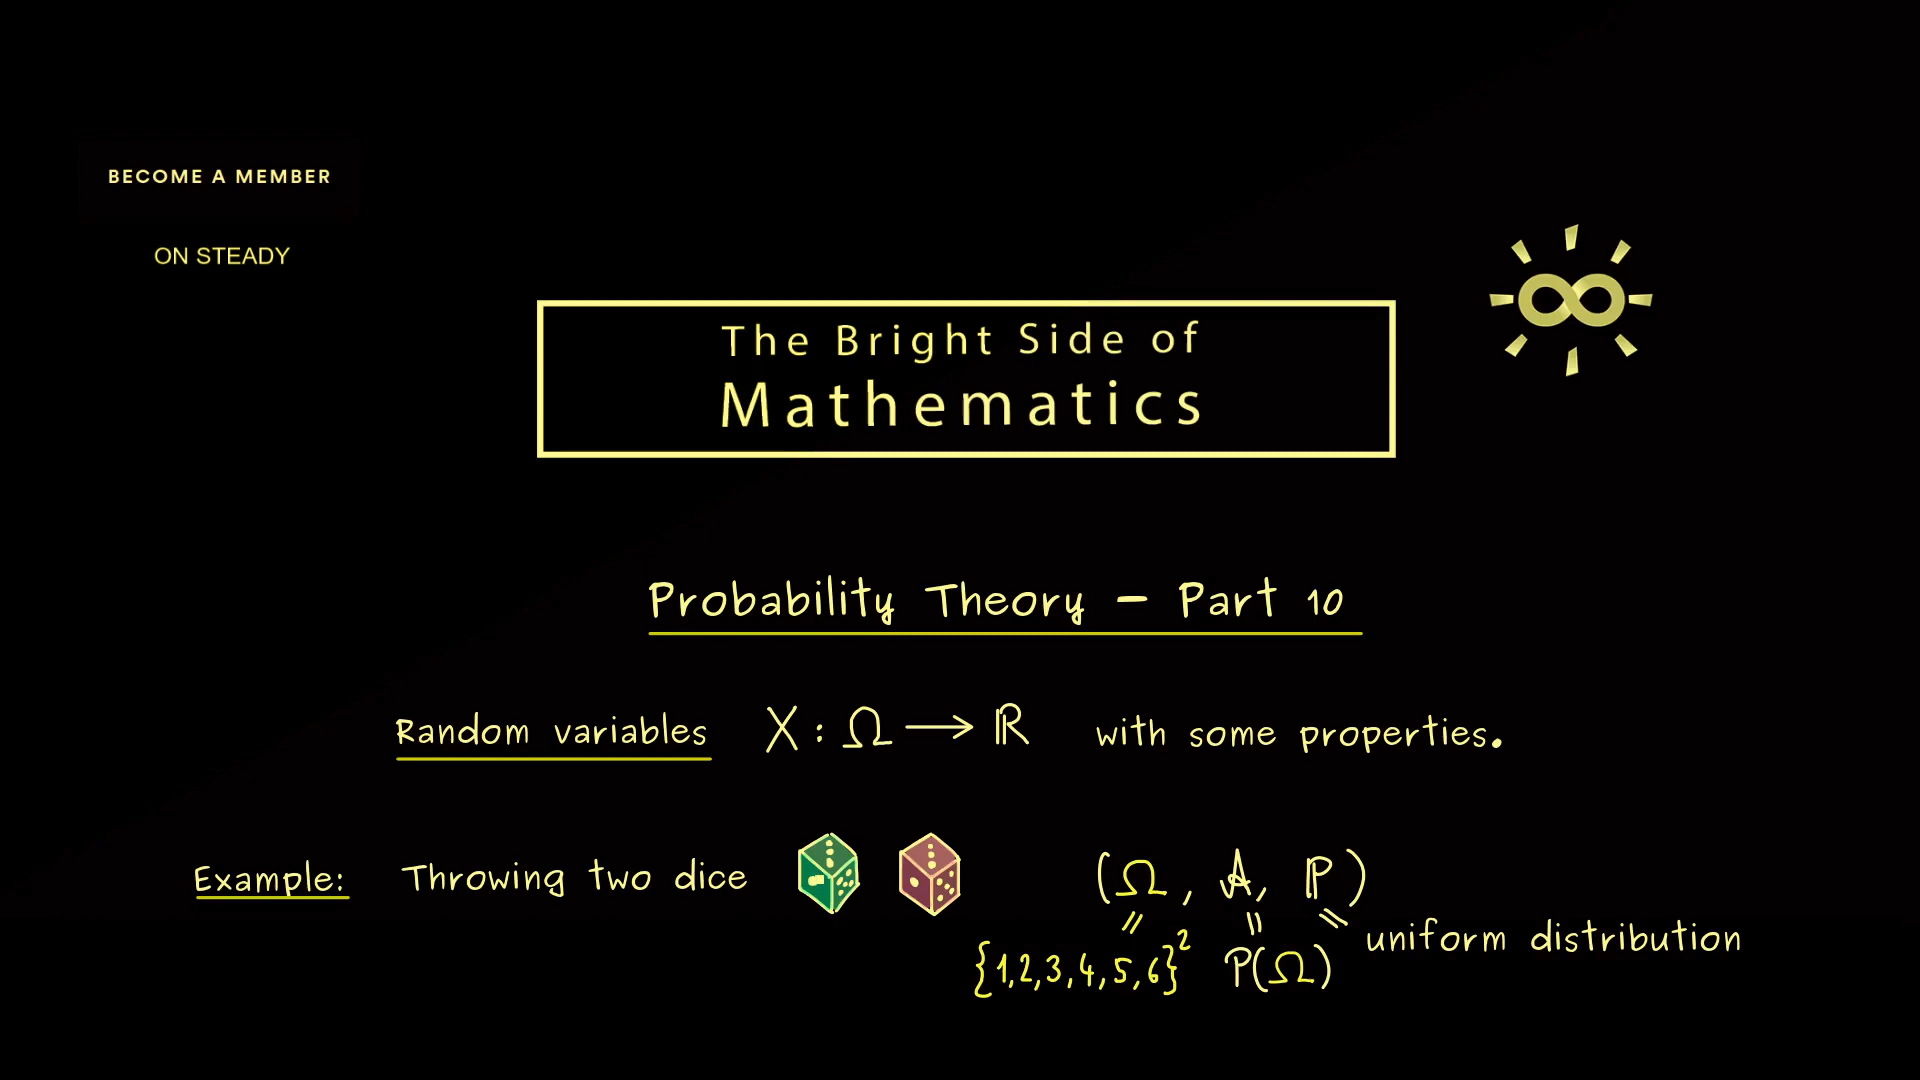 BECOME A MEMBER
ON STEADY
The Bright Side of
Mathematics
Probability Theory – Part 10
Random variables X : Ω ⟶ ℝ with some properties.
Example: Throwing two dice (Ω, 𝒜, ℙ)
= = = uniform distribution
{1,2,3,4,5,6}² P(Ω)